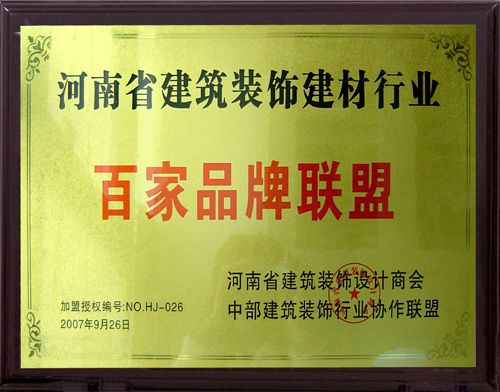 河南省建筑装饰建材行业
百家品牌联盟
河南省建筑装饰设计商会
中部建筑装饰行业协作联盟
加盟授权编号:NO.HJ-026
2007年9月26日